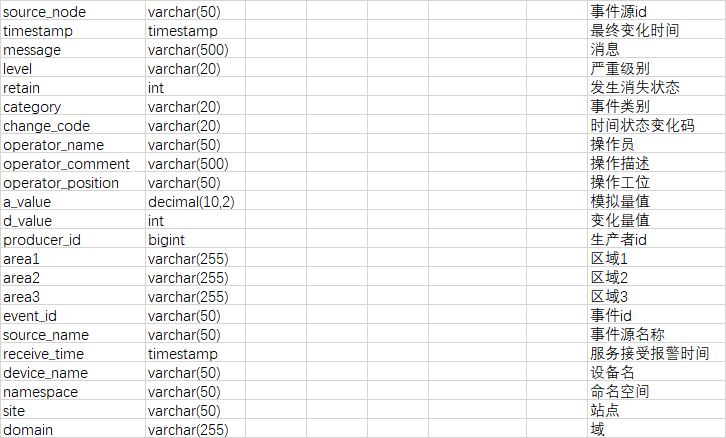 source_node varchar(50) 事件源id
timestamp timestamp 最终变化时间
message varchar(500) 消息
level varchar(20) 严重级别
retain int 发生消失状态
category varchar(20) 事件类别
change_code varchar(20) 时间状态变化码
operator_name varchar(50) 操作员
operator_comment varchar(500) 操作描述
operator_position varchar(50) 操作工位
a_value decimal(10,2) 模拟量值
d_value int 变化量值
producer_id bigint 生产者id
area1 varchar(255) 区域1
area2 varchar(255) 区域2
area3 varchar(255) 区域3
event_id varchar(50) 事件id
source_name varchar(50) 事件源名称
receive_time timestamp 服务接受报警时间
device_name varchar(50) 设备名
namespace varchar(50) 命名空间
site varchar(50) 站点
domain varchar(255) 域